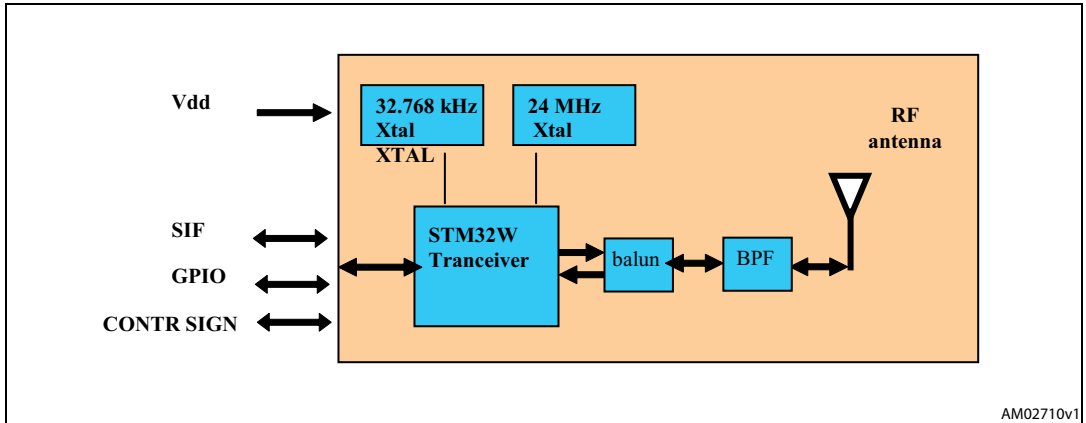 Vdd
32.768 kHz
Xtal
XTAL
24 MHz
Xtal
RF
antenna
SIF
GPIO
CONTR SIGN
STM32W
Tranceiver
balun
BPF
AM02710v1